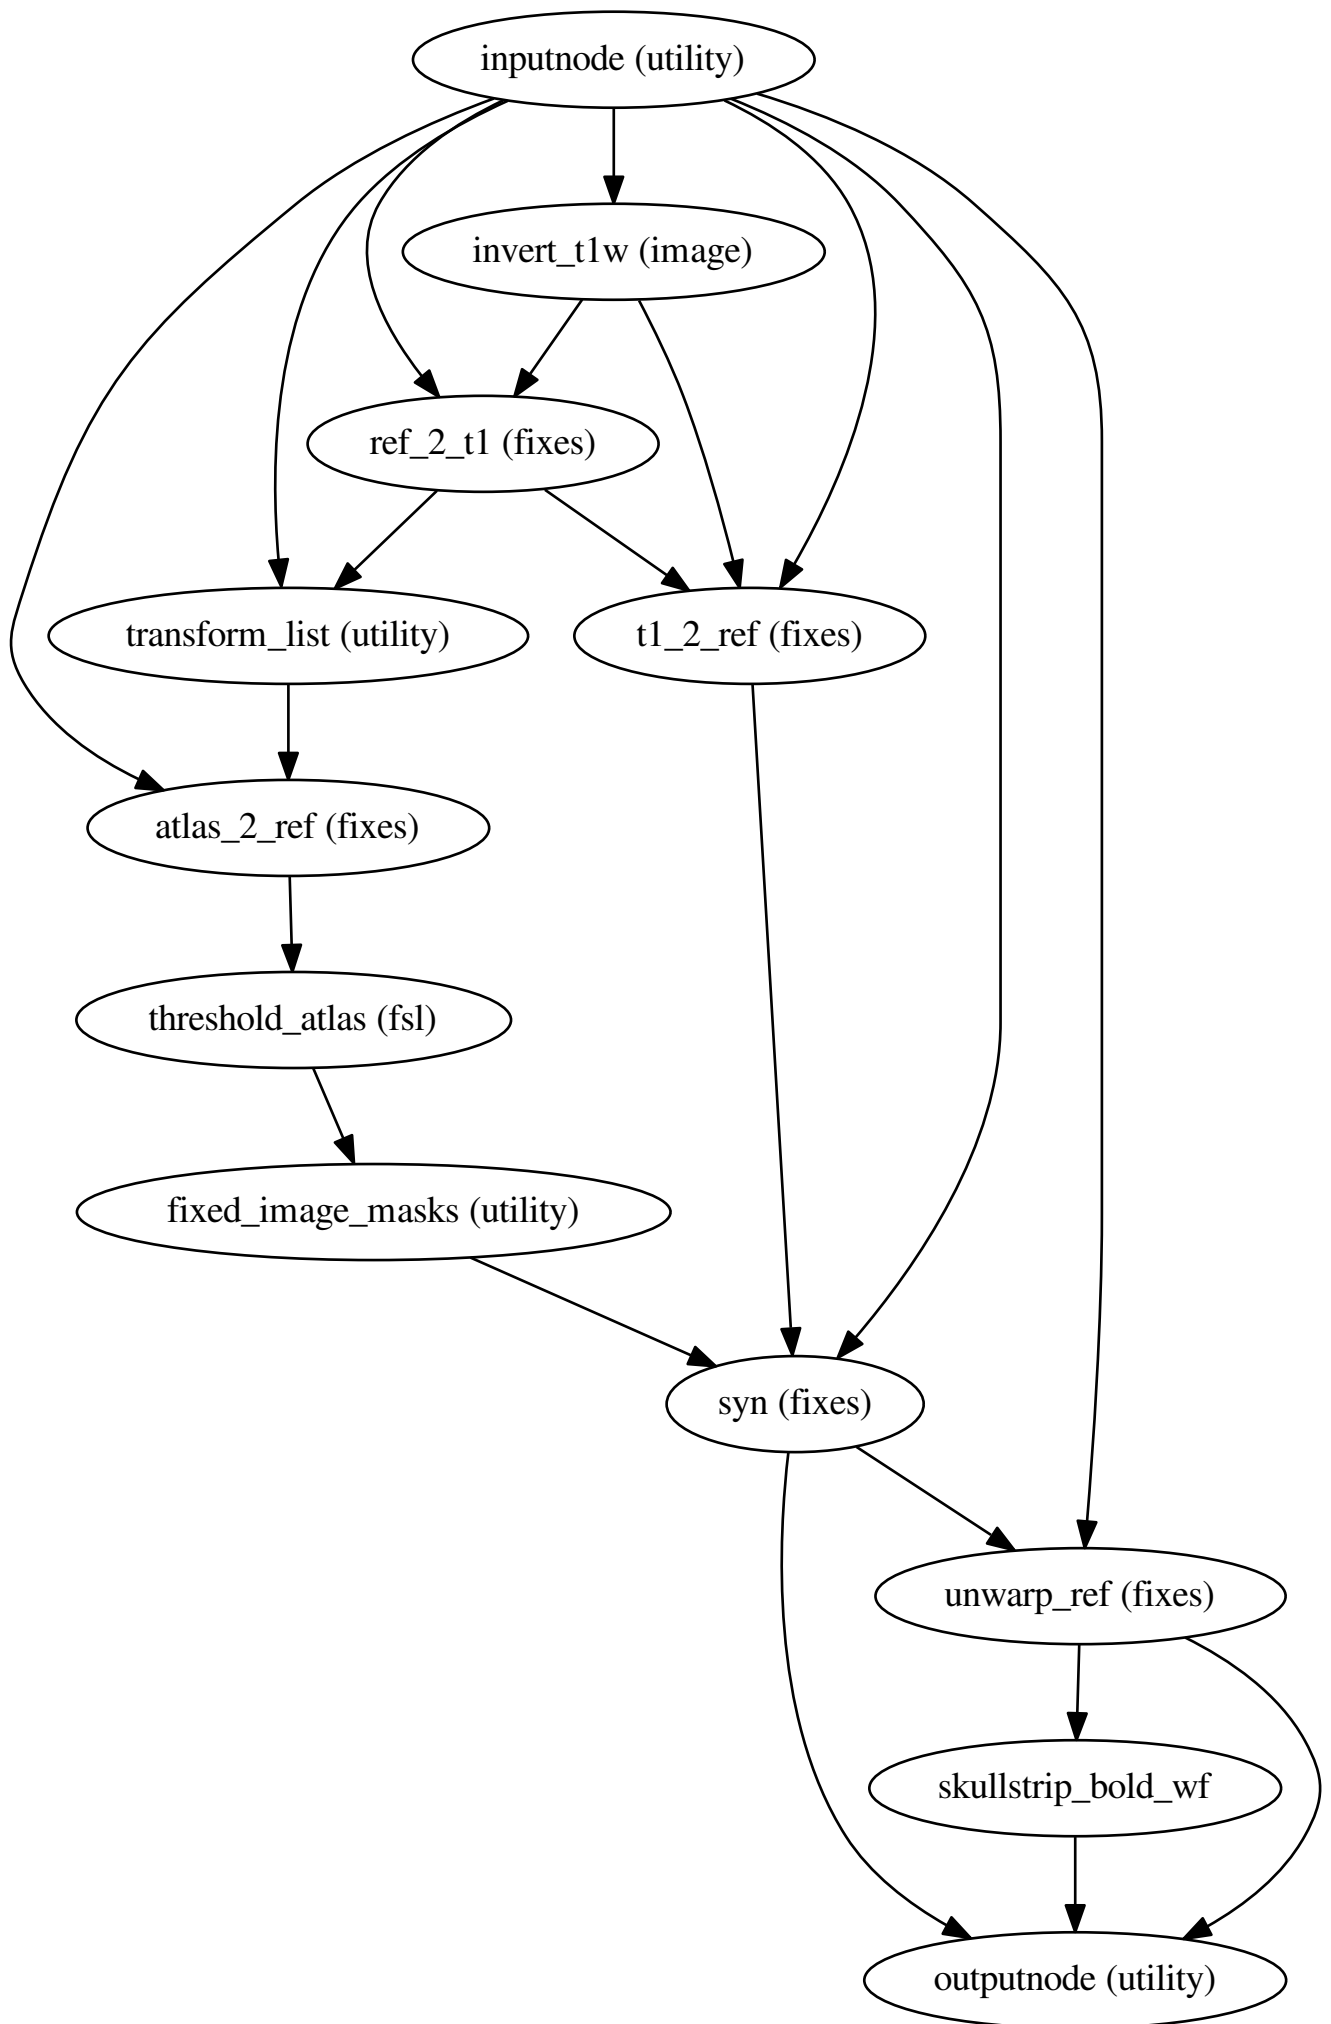 inputnode (utility)
invert_t1w (image)
ref_2_t1 (fixes)
transform_list (utility)
t1_2_ref (fixes)
atlas_2_ref (fixes)
threshold_atlas (fsl)
fixed_image_masks (utility)
syn (fixes)
unwarp_ref (fixes)
skullstrip_bold_wf
outputnode (utility)